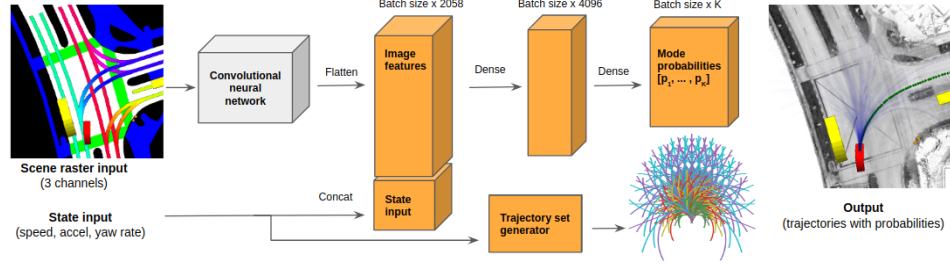 Batch size x 2058
Batch size x 4096
Batch size x K
Convolutional
neural
network
Flatten
Image
features
Dense
Dense
Mode
probabilities
[p1, ... , pK]
Scene raster input
(3 channels)
State input
(speed, accel, yaw rate)
Concat
State
input
Trajectory set
generator
Output
(trajectories with probabilities)